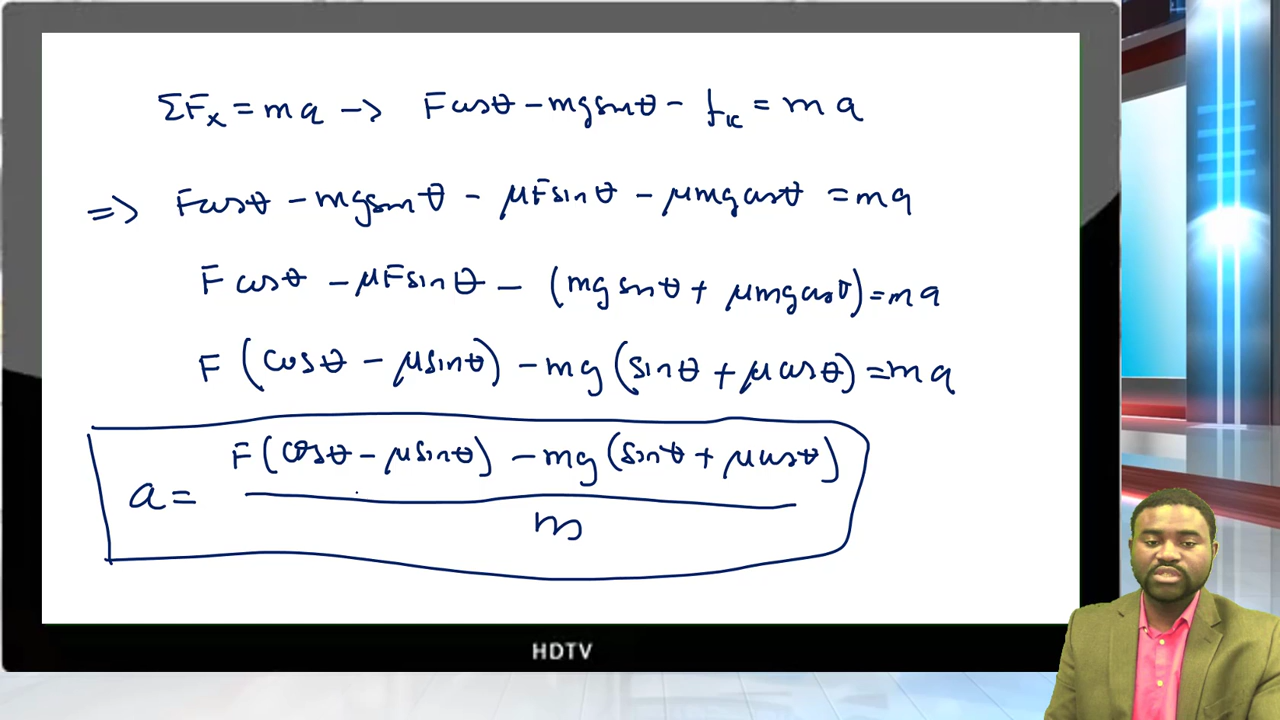 ΣFₓ = ma → Fcosθ − mgsinθ − fₖ = ma
⇒ Fcosθ − mgsinθ − μFsinθ − μmgcosθ = ma
Fcosθ − μFsinθ − (mgsinθ + μmgcosθ) = ma
F(cosθ − μsinθ) − mg(sinθ + μcosθ) = ma
F(cosθ − μsinθ) − mg(sinθ + μcosθ)
a =
m
HDTV